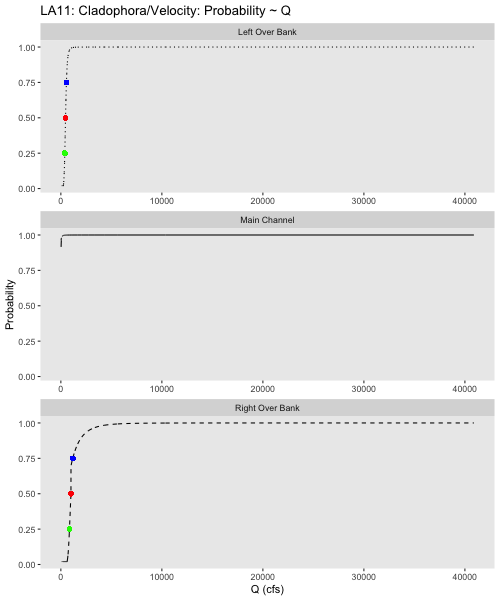 LA11: Cladophora/Velocity: Probability ~ Q
Left Over Bank
1.00
0.75
0.50
0.25
0.00
0 10000 20000 30000 40000
Main Channel
1.00
0.75
0.50
0.25
0.00
0 10000 20000 30000 40000
Probability
Right Over Bank
1.00
0.75
0.50
0.25
0.00
0 10000 20000 30000 40000
Q (cfs)